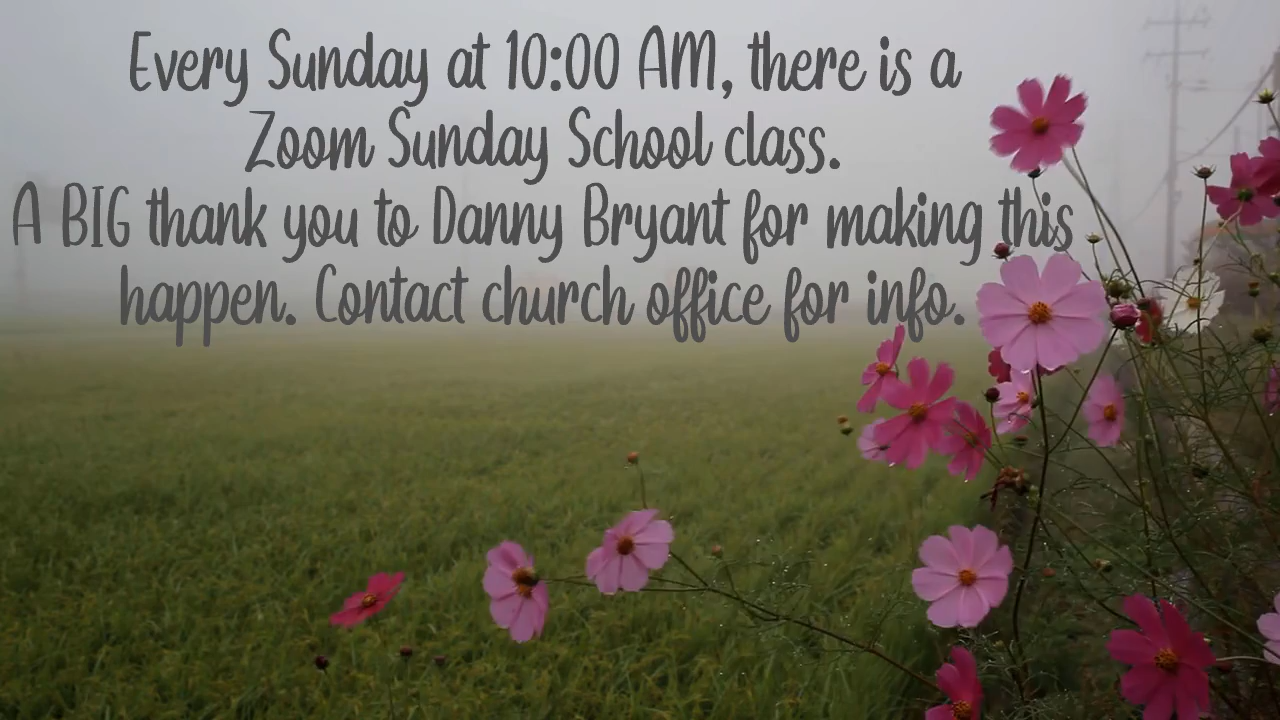 Every Sunday at 10:00 AM, there is a
Zoom Sunday School class.
A BIG thank you to Danny Bryant for making this
happen. Contact church office for info.